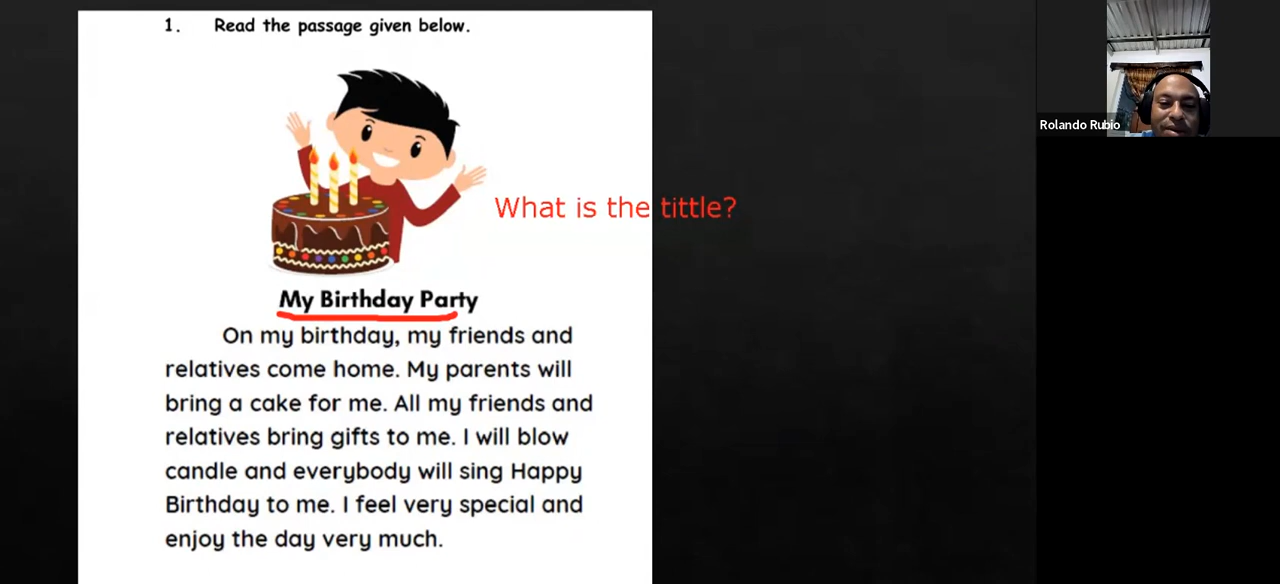 1. Read the passage given below.
What is the tittle?
My Birthday Party
On my birthday, my friends and
relatives come home. My parents will
bring a cake for me. All my friends and
relatives bring gifts to me. I will blow
candle and everybody will sing Happy
Birthday to me. I feel very special and
enjoy the day very much.
Rolando Rubio